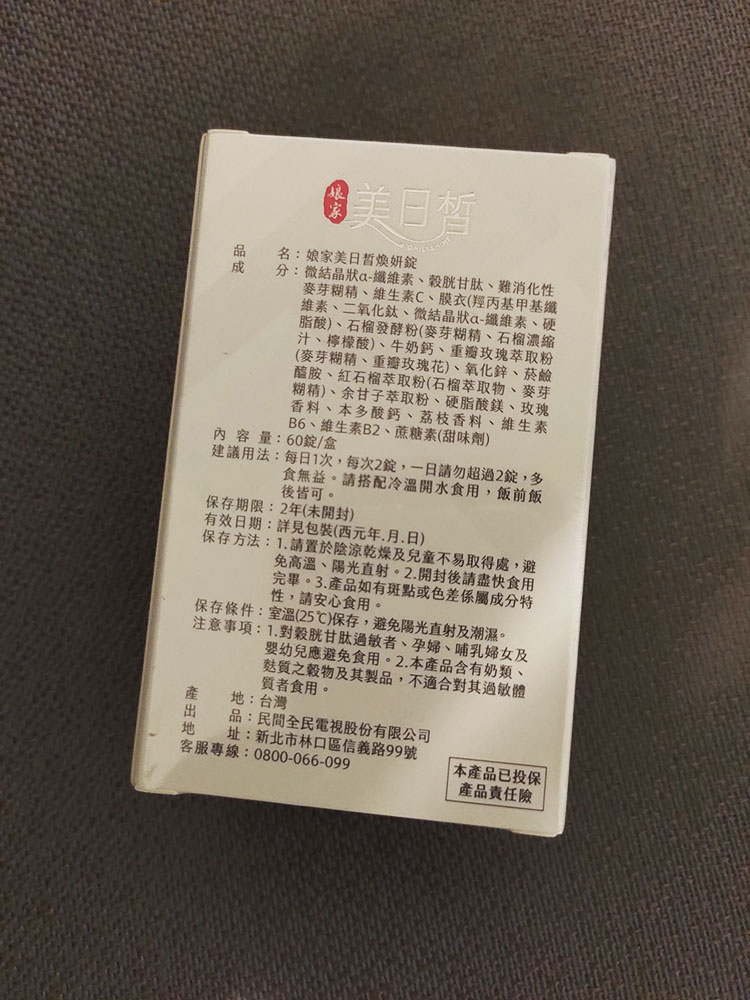 娘家
美日皙
品名：娘家美日皙煥妍錠
成分：微結晶狀α-纖維素、穀胱甘肽、難消化性
麥芽糊精、維生素C、膜衣(羥丙基甲基纖
維素、二氧化鈦、微結晶狀α-纖維素、硬
脂酸)、石榴發酵粉(麥芽糊精、石榴濃縮
汁、檸檬酸)、牛奶鈣、重瓣玫瑰萃取粉
(麥芽糊精、重瓣玫瑰花)、氧化鋅、菸鹼
醯胺、紅石榴萃取粉(石榴萃取物、麥芽
糊精)、余甘子萃取粉、硬脂酸鎂、玫瑰
香料、本多酸鈣、荔枝香料、維生素
B6、維生素B2、蔗糖素(甜味劑)
內容量：60錠/盒
建議用法：每日1次，每次2錠，一日請勿超過2錠，多
食無益。請搭配冷溫開水食用，飯前飯
後皆可。
保存期限：2年(未開封)
有效日期：詳見包裝(西元年.月.日)
保存方法：1.請置於陰涼乾燥及兒童不易取得處，避
免高溫、陽光直射。2.開封後請盡快食用
完畢。3.產品如有斑點或色差係屬成分特
性，請安心食用。
保存條件：室溫(25℃)保存，避免陽光直射及潮濕。
注意事項：1.對穀胱甘肽過敏者、孕婦、哺乳婦女及
嬰幼兒應避免食用。2.本產品含有奶類、
麩質之穀物及其製品，不適合對其過敏體
質者食用。
產地：台灣
出品：民間全民電視股份有限公司
地址：新北市林口區信義路99號
客服專線：0800-066-099
本產品已投保
產品責任險